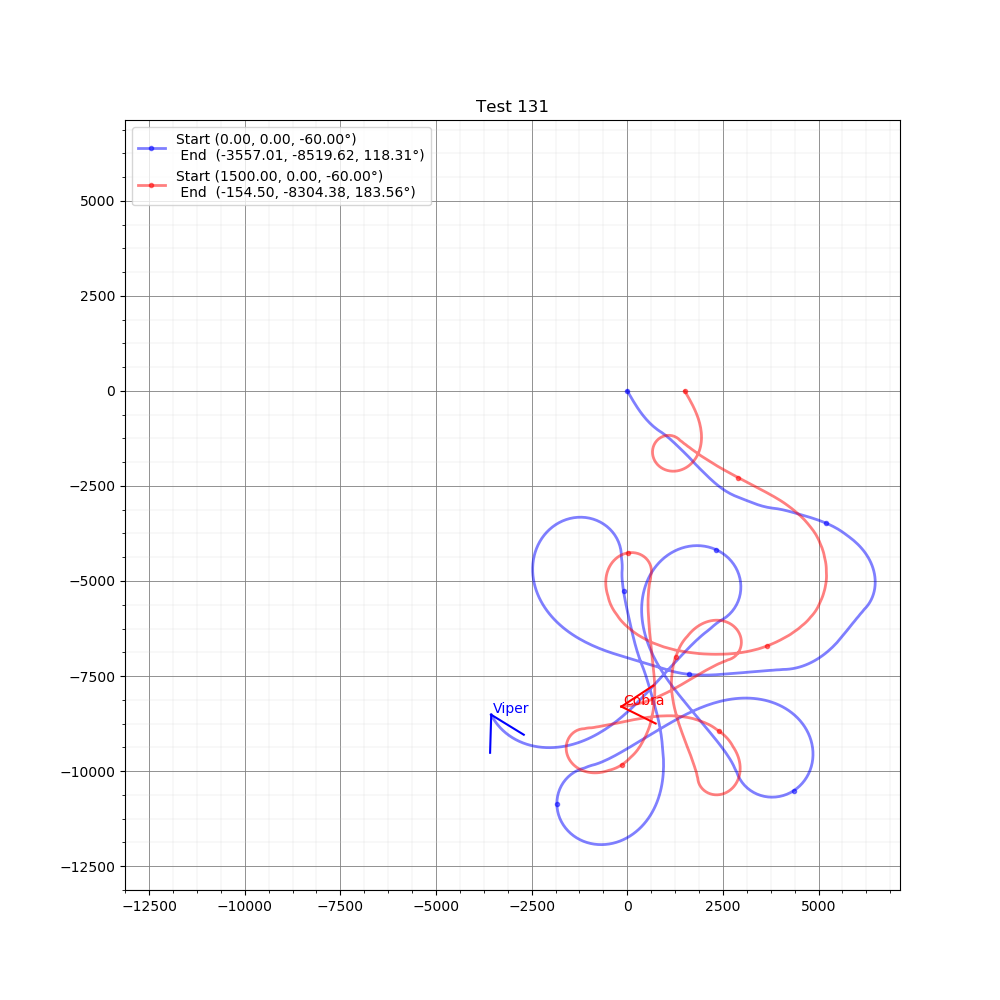 Test 131
Start (0.00, 0.00, -60.00°)
End (-3557.01, -8519.62, 118.31°)
Start (1500.00, 0.00, -60.00°)
End (-154.50, -8304.38, 183.56°)
5000
2500
0
−2500
−5000
−7500
−10000
−12500
Cobra
Viper
−12500 −10000 −7500 −5000 −2500 0 2500 5000